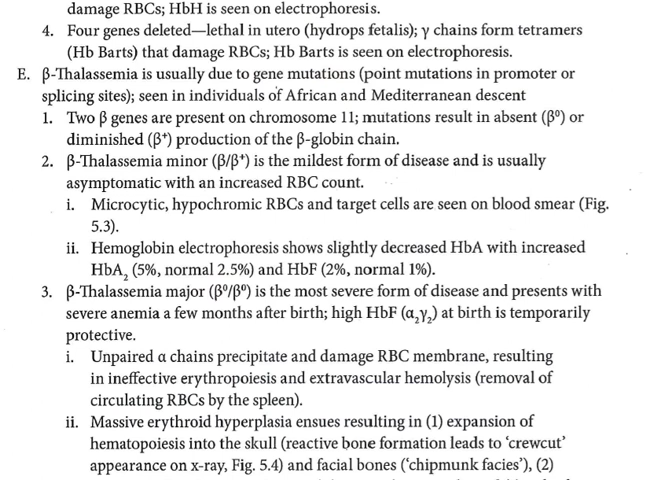 damage RBCs; HbH is seen on electrophoresis.
4. Four genes deleted—lethal in utero (hydrops fetalis); γ chains form tetramers
(Hb Barts) that damage RBCs; Hb Barts is seen on electrophoresis.
E. β-Thalassemia is usually due to gene mutations (point mutations in promoter or
splicing sites); seen in individuals of African and Mediterranean descent
1. Two β genes are present on chromosome 11; mutations result in absent (β⁰) or
diminished (β⁺) production of the β-globin chain.
2. β-Thalassemia minor (β/β⁺) is the mildest form of disease and is usually
asymptomatic with an increased RBC count.
i. Microcytic, hypochromic RBCs and target cells are seen on blood smear (Fig.
5.3).
ii. Hemoglobin electrophoresis shows slightly decreased HbA with increased
HbA₂ (5%, normal 2.5%) and HbF (2%, normal 1%).
3. β-Thalassemia major (β⁰/β⁰) is the most severe form of disease and presents with
severe anemia a few months after birth; high HbF (α₂γ₂) at birth is temporarily
protective.
i. Unpaired α chains precipitate and damage RBC membrane, resulting
in ineffective erythropoiesis and extravascular hemolysis (removal of
circulating RBCs by the spleen).
ii. Massive erythroid hyperplasia ensues resulting in (1) expansion of
hematopoiesis into the skull (reactive bone formation leads to 'crewcut'
appearance on x-ray, Fig. 5.4) and facial bones ('chipmunk facies'), (2)